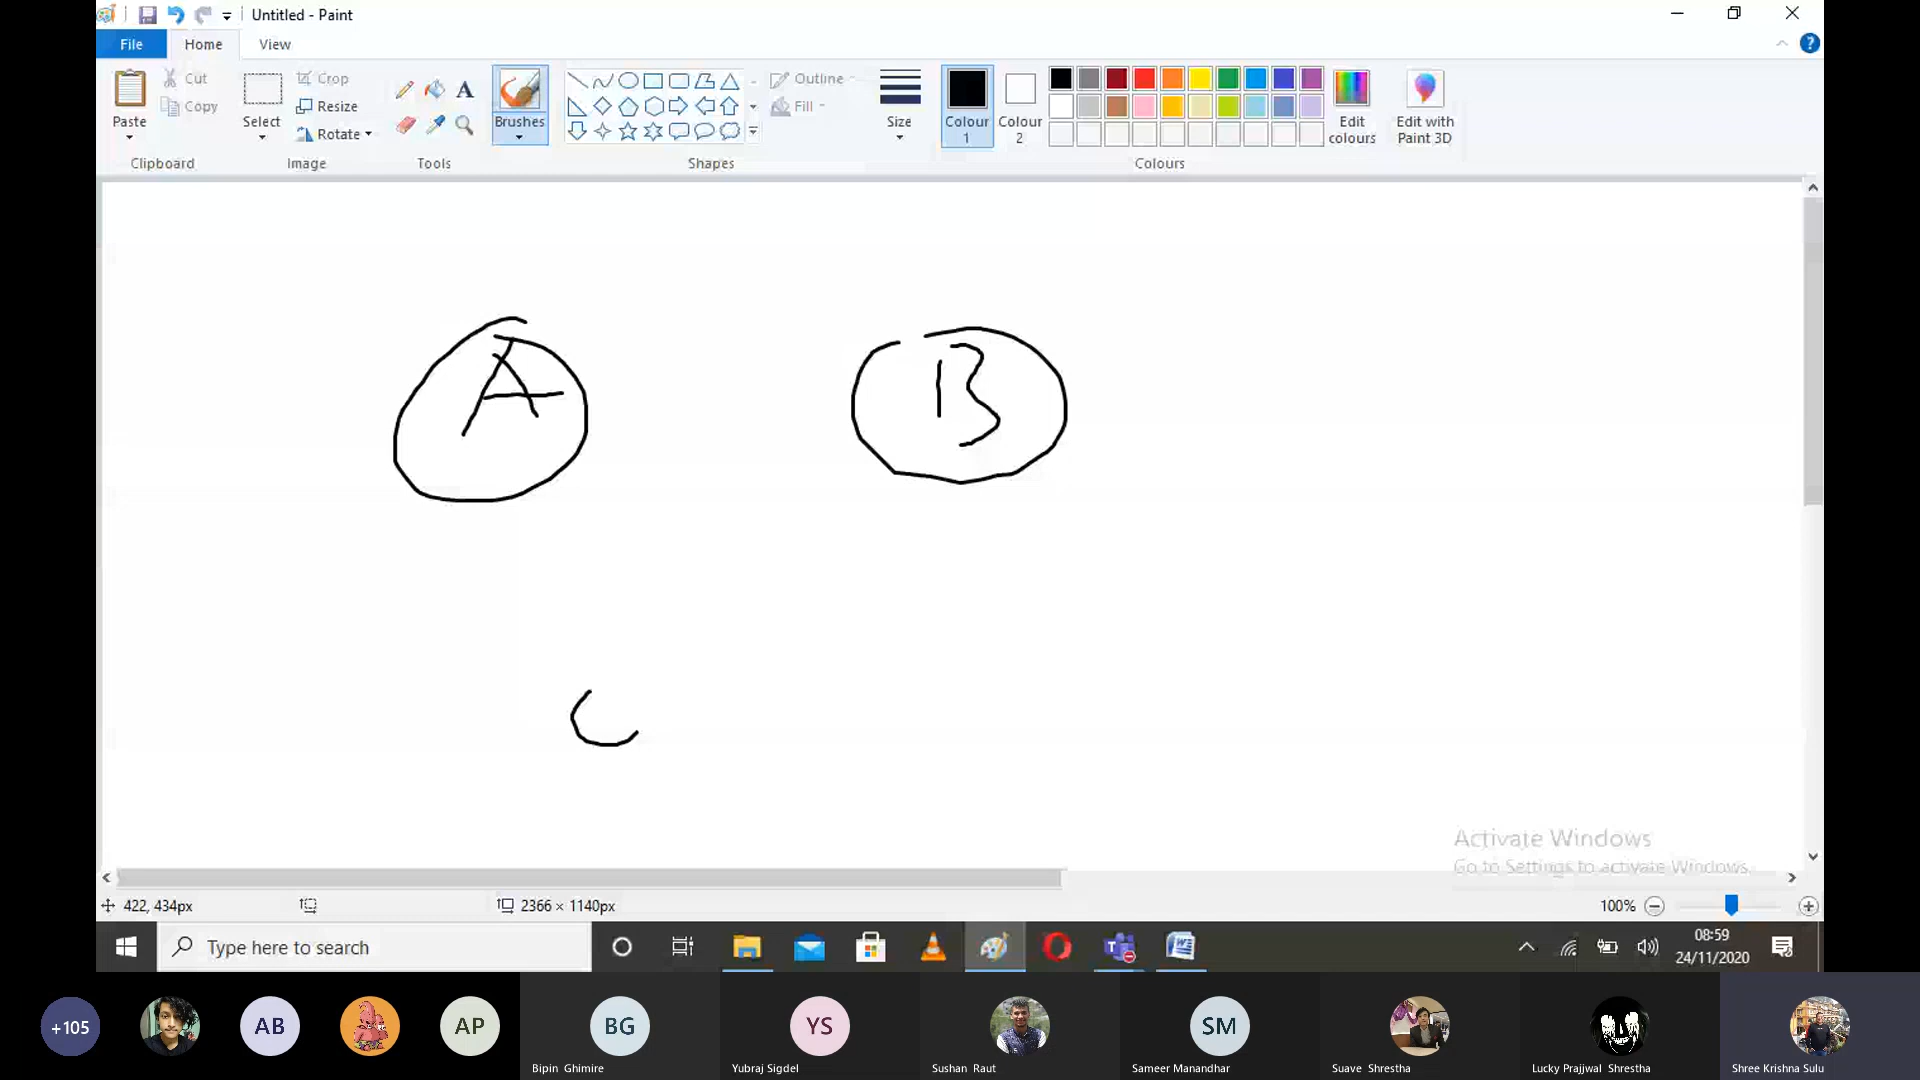 Untitled - Paint
File Home View
Paste
Cut
Copy
Clipboard
Select
Crop
Resize
Rotate
Image
A
Tools
Brushes
Shapes
Outline
Fill
Size
Colour 1
Colour 2
Colours
Edit colours
Edit with Paint 3D
?
A
B
C
Activate Windows
Go to Settings to activate Windows.
422, 434px
2366 × 1140px
100%
Type here to search
08:59
24/11/2020
+105
AB
AP
BG
YS
SM
Bipin Ghimire
Yubraj Sigdel
Sushan Raut
Sameer Manandhar
Suave Shrestha
Lucky Prajjwal Shrestha
Shree Krishna Sulu